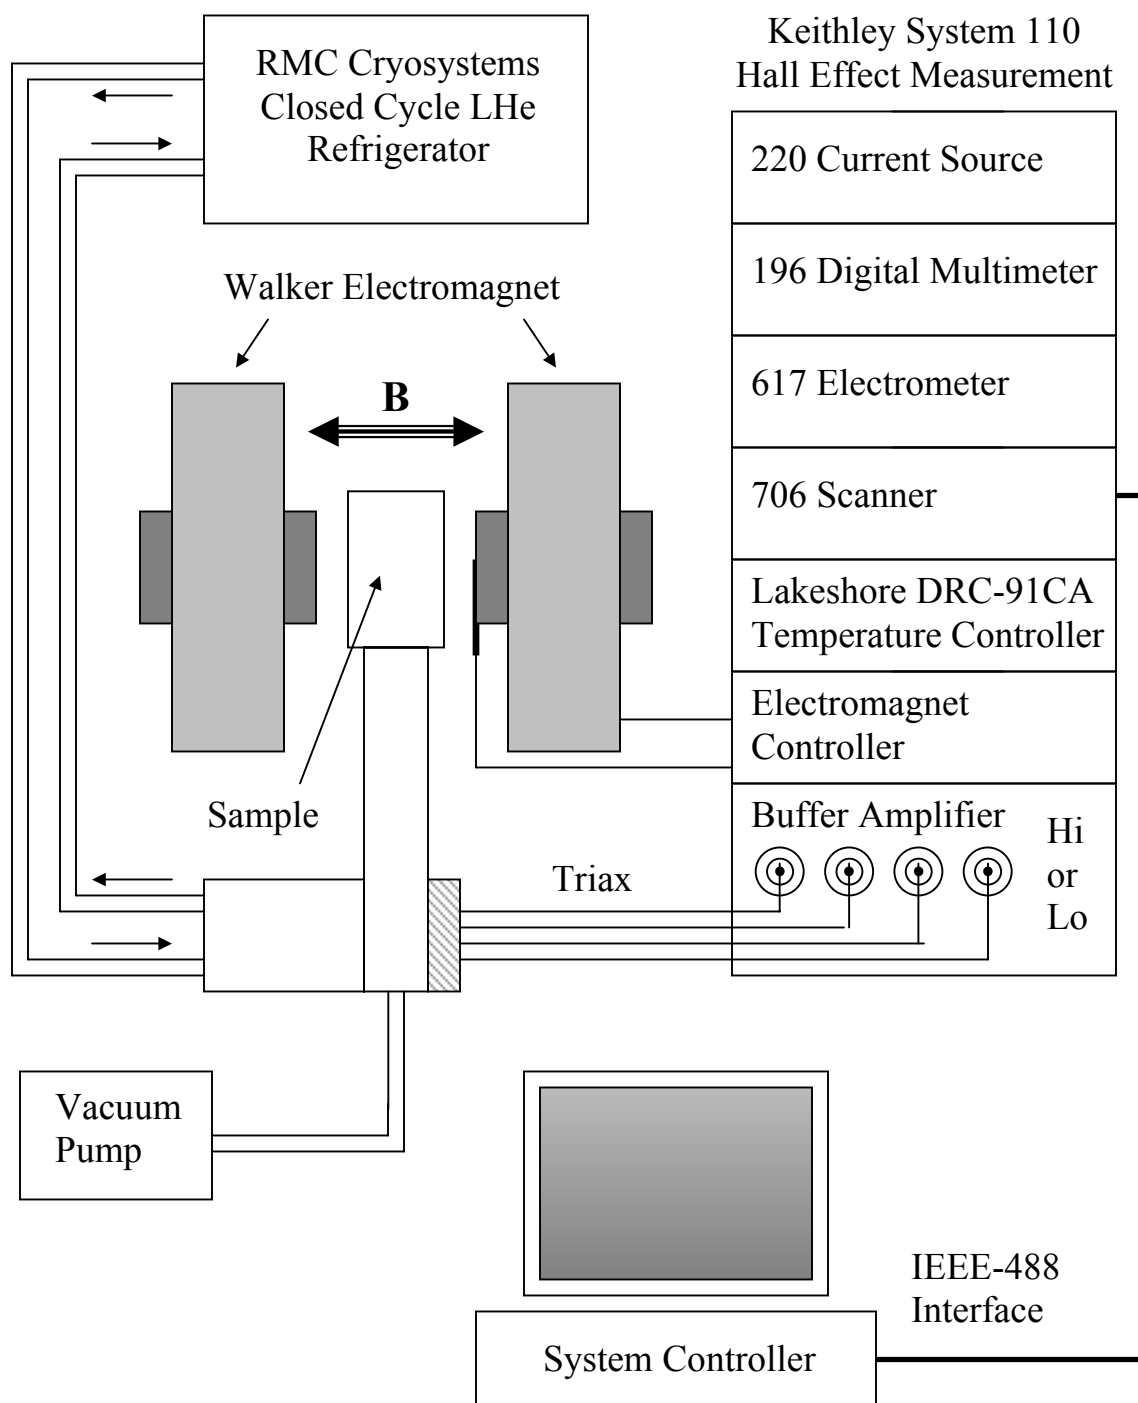 RMC Cryosystems
Closed Cycle LHe
Refrigerator
Keithley System 110
Hall Effect Measurement
220 Current Source
196 Digital Multimeter
617 Electrometer
706 Scanner
Lakeshore DRC-91CA
Temperature Controller
Electromagnet
Controller
Buffer Amplifier
Hi
or
Lo
Walker Electromagnet
B
Sample
Triax
Vacuum
Pump
IEEE-488
Interface
System Controller